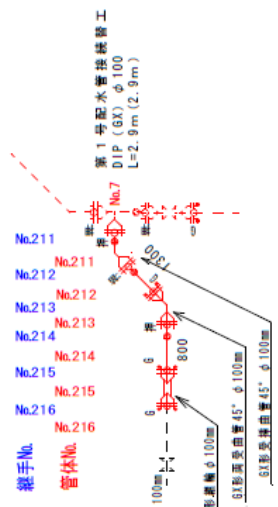 第１号配水管接続替工
DIP (GX) φ100
L=2.9m(2.9m)
No.7
継手No.
No.211
No.212
No.213
No.214
No.215
No.216
管体No.
No.211
No.212
No.213
No.214
No.215
No.216
押
G
G
800
1300
100mm
形継輪φ100mm
GX形両受曲管45° φ100mm
GX形受挿曲管45° φ100mm